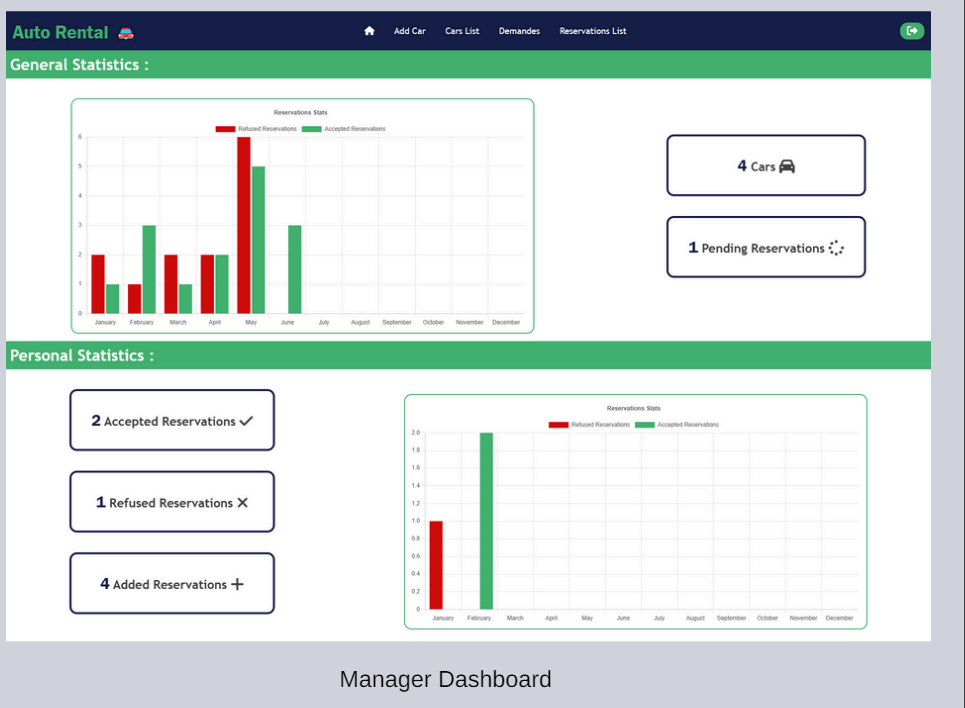 Auto Rental
Add Car Cars List Demandes Reservations List
General Statistics :
Reservations Stats
Refused Reservations Accepted Reservations
6
5
4
3
2
1
0
January February March April May June July August September October November December
4 Cars
1 Pending Reservations
Personal Statistics :
2 Accepted Reservations
1 Refused Reservations
4 Added Reservations
Reservations Stats
Refused Reservations Accepted Reservations
2.0
1.8
1.6
1.4
1.2
1.0
0.8
0.6
0.4
0.2
0
January February March April May June July August September October November December
Manager Dashboard